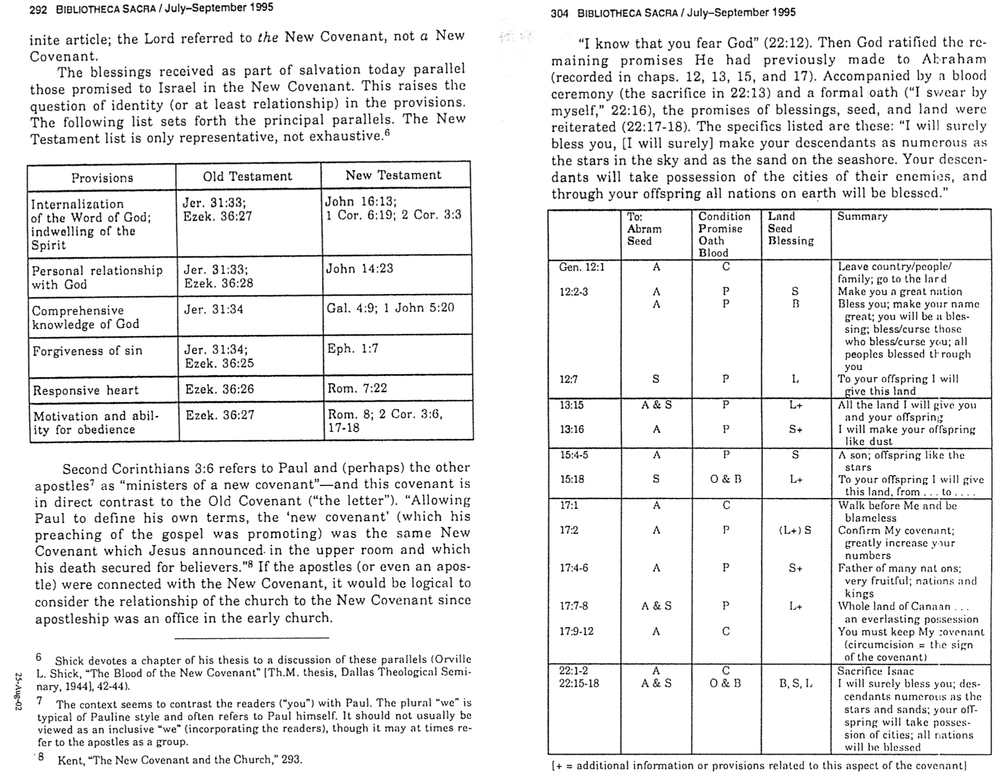 292 BIBLIOTHECA SACRA / July–September 1995
inite article; the Lord referred to the New Covenant, not a New
Covenant.
The blessings received as part of salvation today parallel
those promised to Israel in the New Covenant. This raises the
question of identity (or at least relationship) in the provisions.
The following list sets forth the principal parallels. The New
Testament list is only representative, not exhaustive.6
Provisions Old Testament New Testament
Internalization Jer. 31:33; John 16:13;
of the Word of God; Ezek. 36:27 1 Cor. 6:19; 2 Cor. 3:3
indwelling of the
Spirit
Personal relationship Jer. 31:33; John 14:23
with God Ezek. 36:28
Comprehensive Jer. 31:34 Gal. 4:9; 1 John 5:20
knowledge of God
Forgiveness of sin Jer. 31:34; Eph. 1:7
Ezek. 36:25
Responsive heart Ezek. 36:26 Rom. 7:22
Motivation and abil- Ezek. 36:27 Rom. 8; 2 Cor. 3:6,
ity for obedience 17-18
Second Corinthians 3:6 refers to Paul and (perhaps) the other
apostles7 as “ministers of a new covenant”—and this covenant is
in direct contrast to the Old Covenant (“the letter”). “Allowing
Paul to define his own terms, the ‘new covenant’ (which his
preaching of the gospel was promoting) was the same New
Covenant which Jesus announced in the upper room and which
his death secured for believers.”8 If the apostles (or even an apos-
tle) were connected with the New Covenant, it would be logical to
consider the relationship of the church to the New Covenant since
apostleship was an office in the early church.
6 Shick devotes a chapter of his thesis to a discussion of these parallels (Orville
L. Shick, “The Blood of the New Covenant” [Th.M. thesis, Dallas Theological Semi-
nary, 1944], 42-44).
7 The context seems to contrast the readers (“you”) with Paul. The plural “we” is
typical of Pauline style and often refers to Paul himself. It should not usually be
viewed as an inclusive “we” (incorporating the readers), though it may at times re-
fer to the apostles as a group.
8 Kent, “The New Covenant and the Church,” 293.
25-Aug-02
304 BIBLIOTHECA SACRA / July–September 1995
“I know that you fear God” (22:12). Then God ratified the re-
maining promises He had previously made to Abraham
(recorded in chaps. 12, 13, 15, and 17). Accompanied by a blood
ceremony (the sacrifice in 22:13) and a formal oath (“I swear by
myself,” 22:16), the promises of blessings, seed, and land were
reiterated (22:17-18). The specifics listed are these: “I will surely
bless you, [I will surely] make your descendants as numerous as
the stars in the sky and as the sand on the seashore. Your descen-
dants will take possession of the cities of their enemies, and
through your offspring all nations on earth will be blessed.”
To: Condition Land Summary
Abram Promise Seed
Seed Oath Blessing
Blood
Gen. 12:1 A C Leave country/people/
family; go to the land
12:2-3 A P S Make you a great nation
A P B Bless you; make your name
great; you will be a bles-
sing; bless/curse those
who bless/curse you; all
peoples blessed through
you
12:7 S P L To your offspring I will
give this land
13:15 A & S P L+ All the land I will give you
and your offspring
13:16 A P S+ I will make your offspring
like dust
15:4-5 A P S A son; offspring like the
stars
15:18 S O & B L+ To your offspring I will give
this land, from . . . to . . . .
17:1 A C Walk before Me and be
blameless
17:2 A P (L+) S Confirm My covenant;
greatly increase your
numbers
17:4-6 A P S+ Father of many nations;
very fruitful; nations and
kings
17:7-8 A & S P L+ Whole land of Canaan . . .
an everlasting possession
17:9-12 A C You must keep My covenant
(circumcision = the sign
of the covenant)
22:1-2 A C Sacrifice Isaac
22:15-18 A & S O & B B, S, L I will surely bless you; des-
cendants numerous as the
stars and sands; your off-
spring will take posses-
sion of cities; all nations
will be blessed
[+ = additional information or provisions related to this aspect of the covenant]